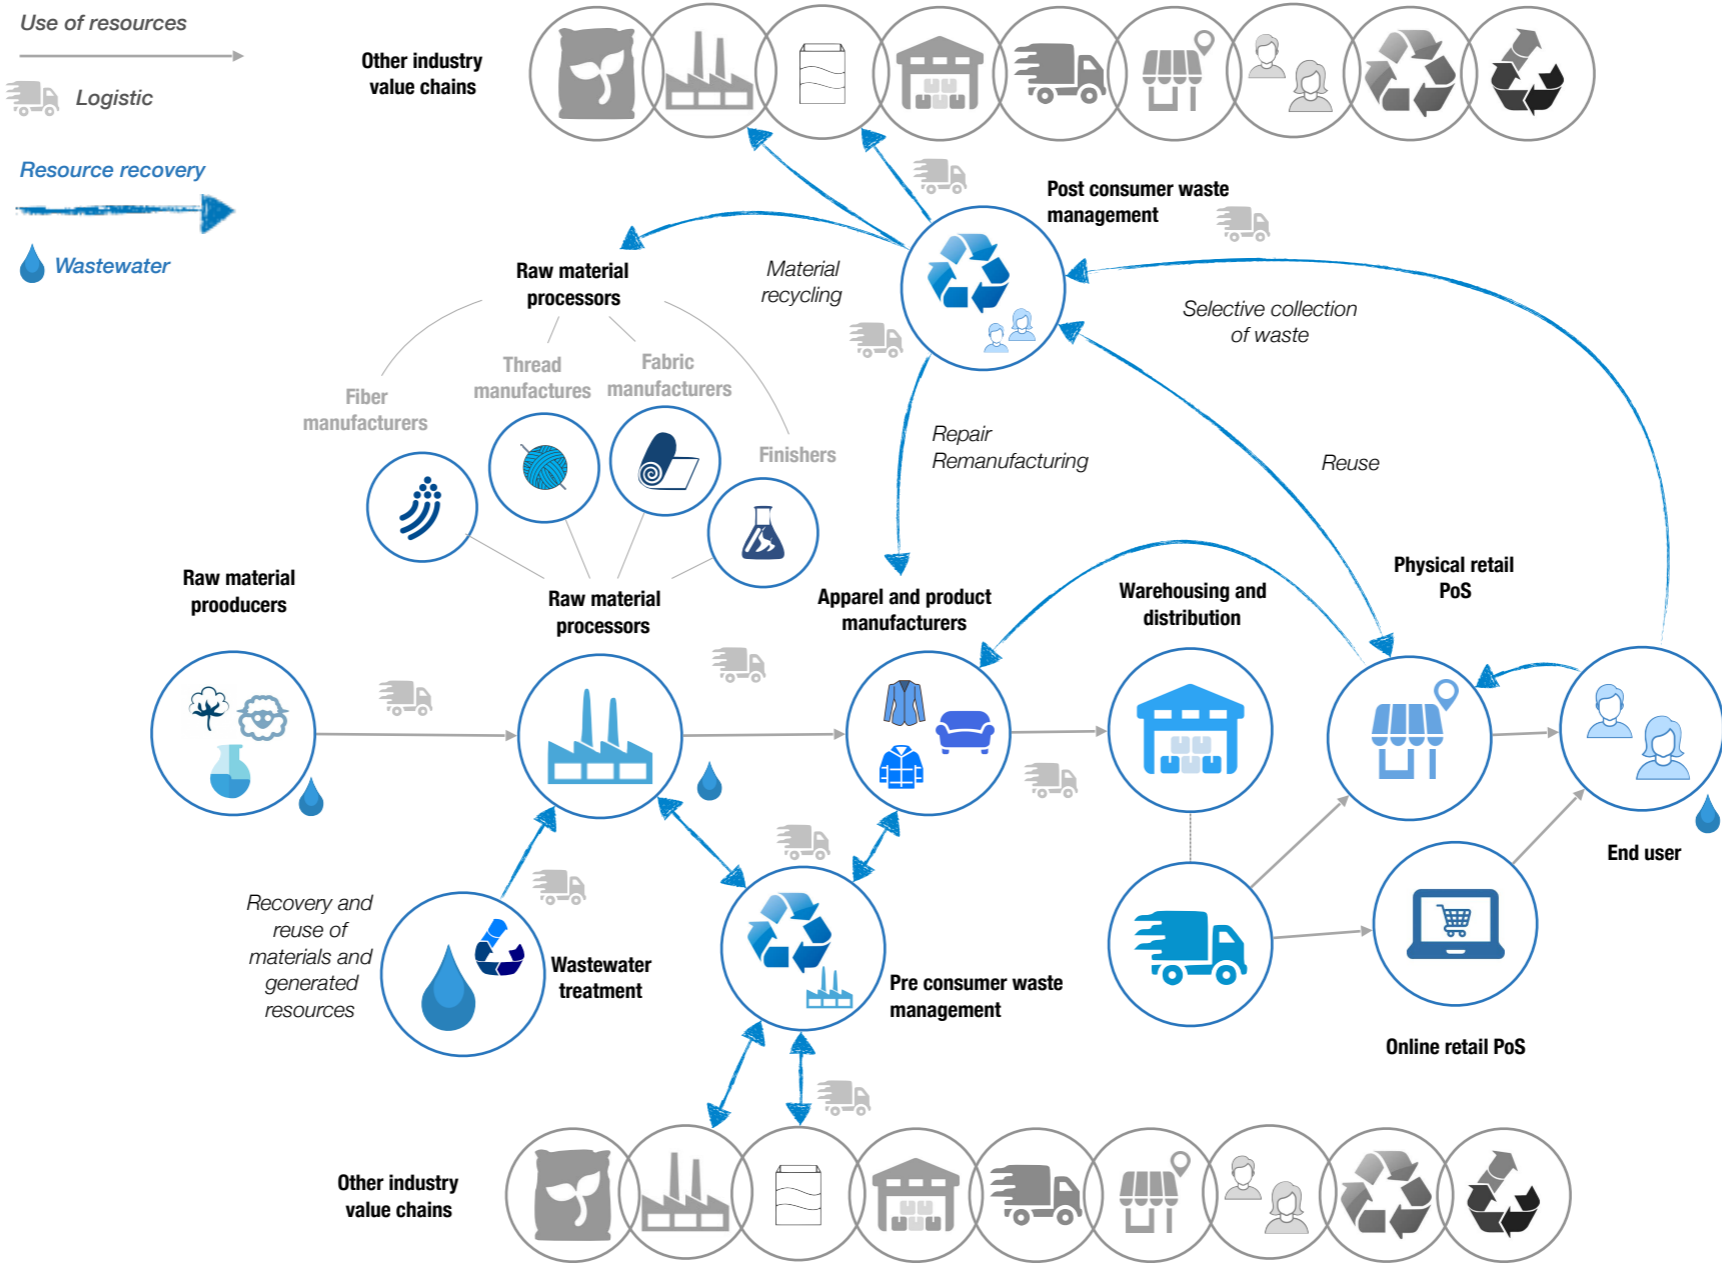 Use of resources
Logistic
Resource recovery
Wastewater
Other industry
value chains
Post consumer waste
management
Raw material
processors
Material
recycling
Selective collection
of waste
Thread
manufactures
Fabric
manufacturers
Fiber
manufacturers
Finishers
Repair
Remanufacturing
Reuse
Raw material
prooducers
Raw material
processors
Apparel and product
manufacturers
Warehousing and
distribution
Physical retail
PoS
End user
Recovery and
reuse of
materials and
generated
resources
Wastewater
treatment
Pre consumer waste
management
Online retail PoS
Other industry
value chains